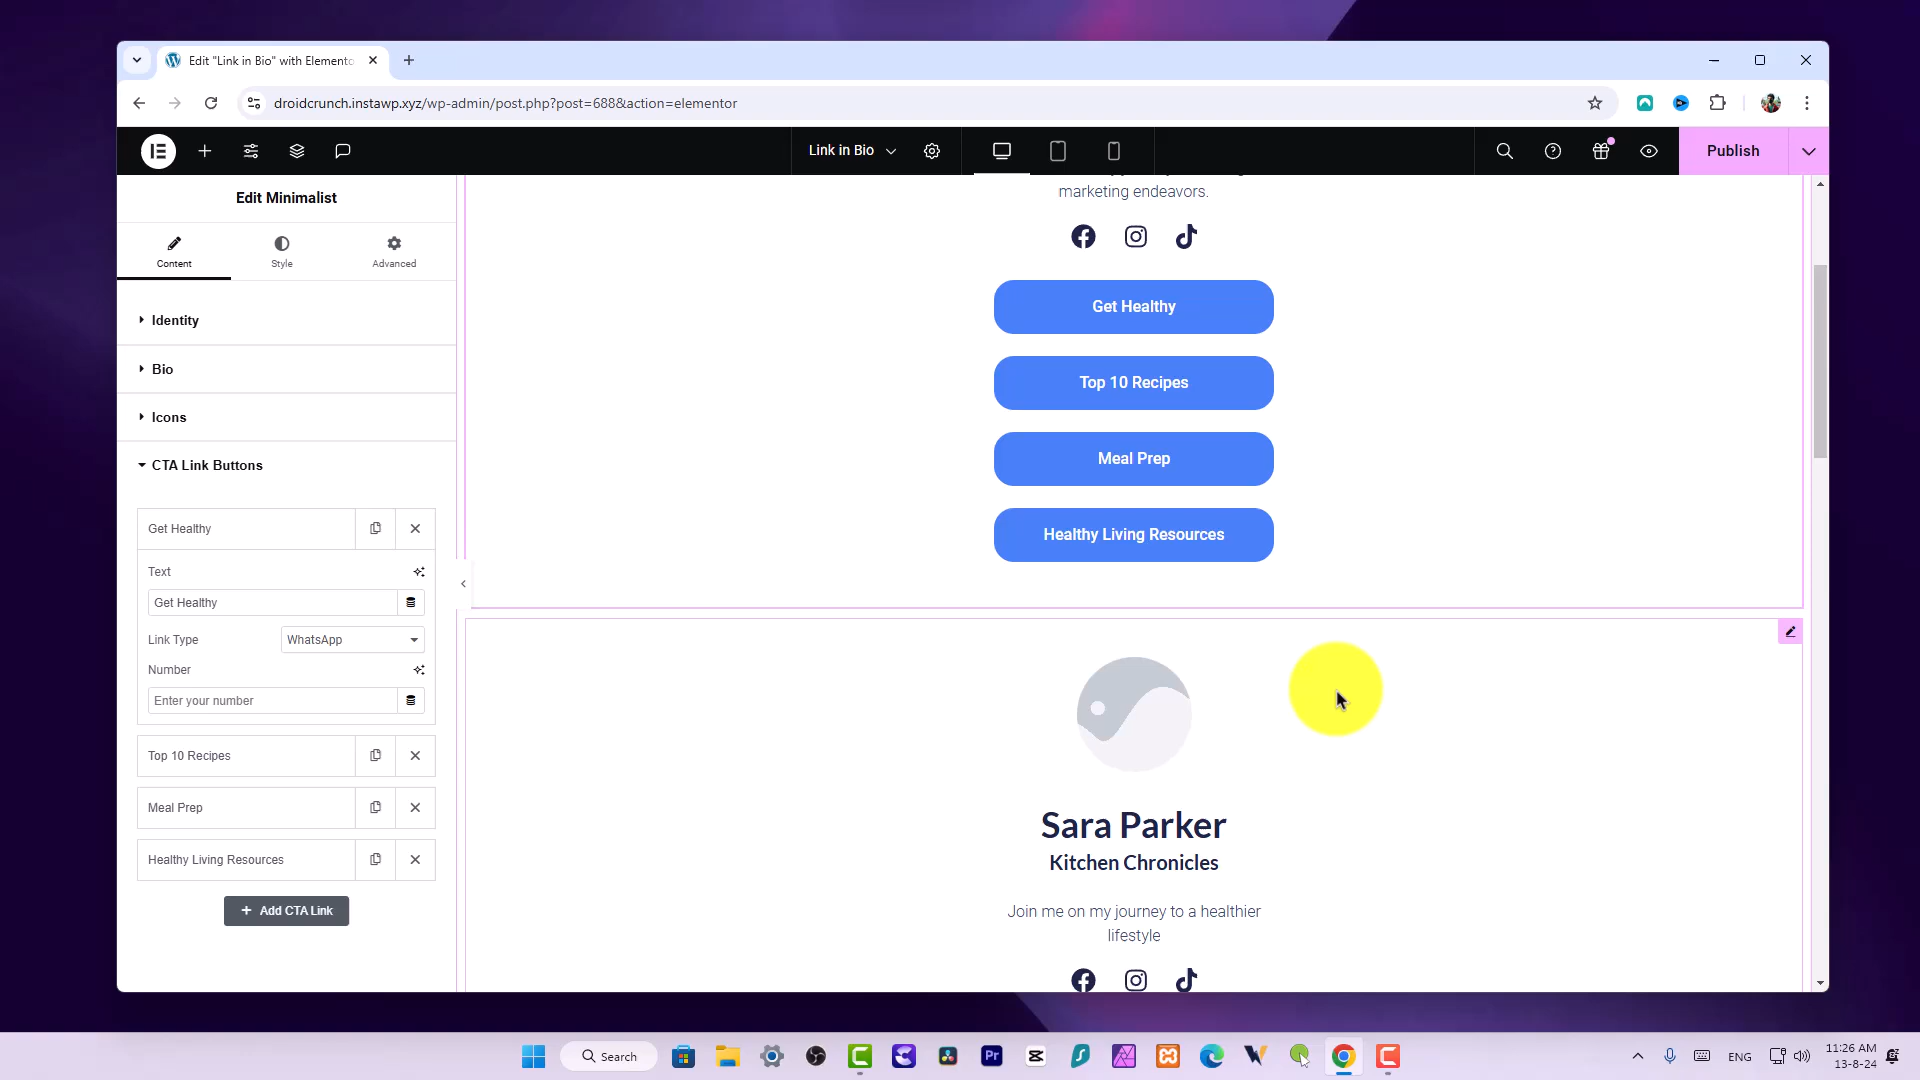 Edit "Link in Bio" with Elemento
droidcrunch.instawp.xyz/wp-admin/post.php?post=688&action=elementor
Link in Bio
Publish
Edit Minimalist
Content
Style
Advanced
Identity
Bio
Icons
CTA Link Buttons
Get Healthy
Text
Get Healthy
Link Type
WhatsApp
Number
Enter your number
Top 10 Recipes
Meal Prep
Healthy Living Resources
Add CTA Link
marketing endeavors.
Get Healthy
Top 10 Recipes
Meal Prep
Healthy Living Resources
Sara Parker
Kitchen Chronicles
Join me on my journey to a healthier
lifestyle
Search
Pr
ENG
11:26 AM
13-8-24